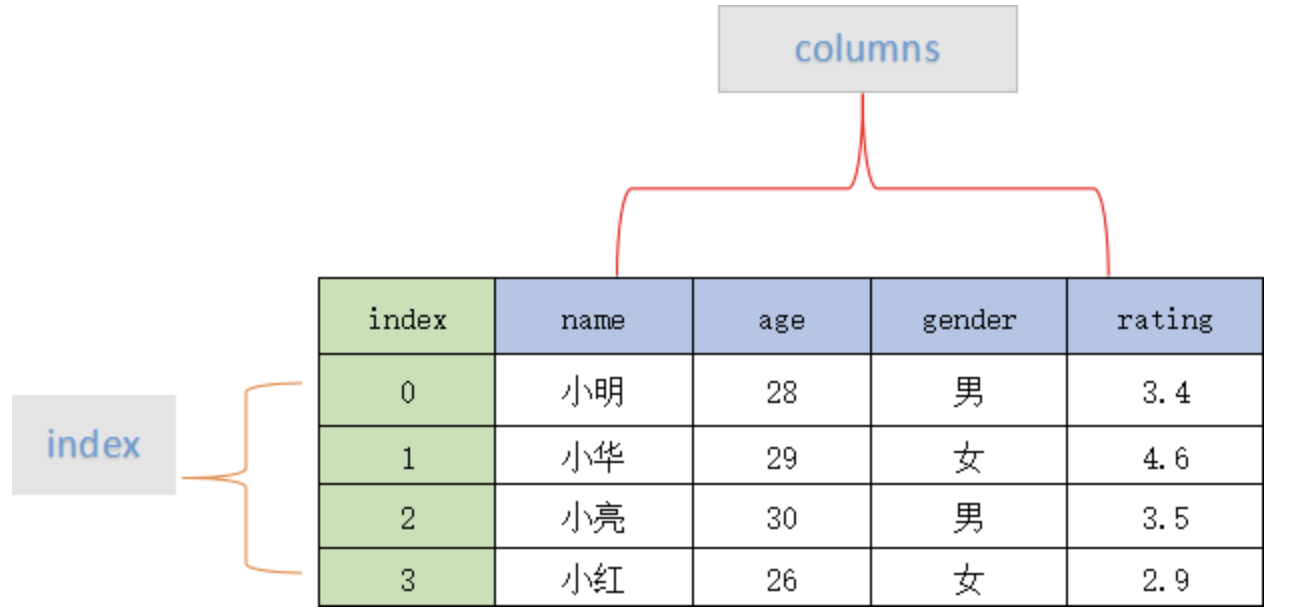 columns
index name age gender rating
0 小明 28 男 3.4
index
1 小华 29 女 4.6
2 小亮 30 男 3.5
3 小红 26 女 2.9